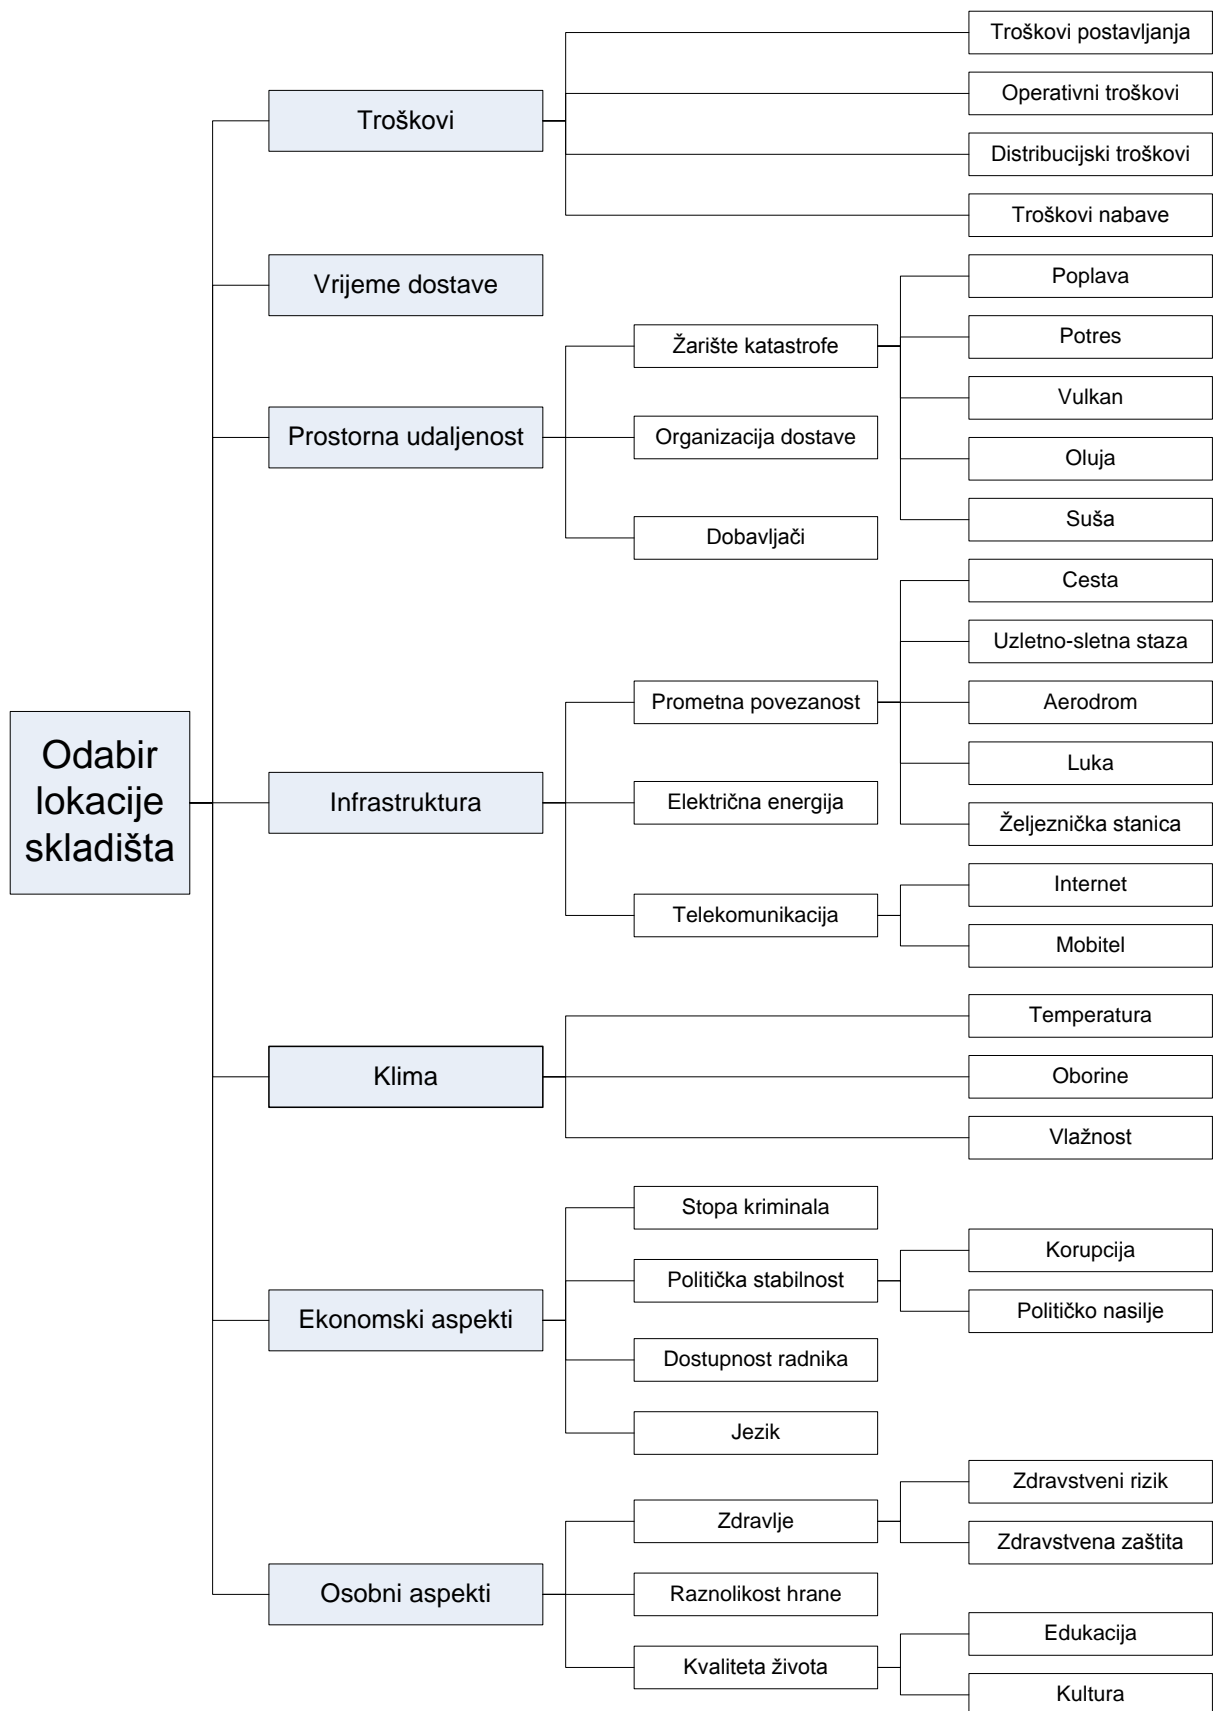 Odabir
lokacije
skladišta
Troškovi
Troškovi postavljanja
Operativni troškovi
Distribucijski troškovi
Troškovi nabave
Vrijeme dostave
Prostorna udaljenost
Žarište katastrofe
Poplava
Potres
Vulkan
Oluja
Suša
Organizacija dostave
Dobavljači
Infrastruktura
Prometna povezanost
Cesta
Uzletno-sletna staza
Aerodrom
Luka
Željeznička stanica
Električna energija
Telekomunikacija
Internet
Mobitel
Klima
Temperatura
Oborine
Vlažnost
Ekonomski aspekti
Stopa kriminala
Politička stabilnost
Korupcija
Političko nasilje
Dostupnost radnika
Jezik
Osobni aspekti
Zdravlje
Zdravstveni rizik
Zdravstvena zaštita
Raznolikost hrane
Kvaliteta života
Edukacija
Kultura